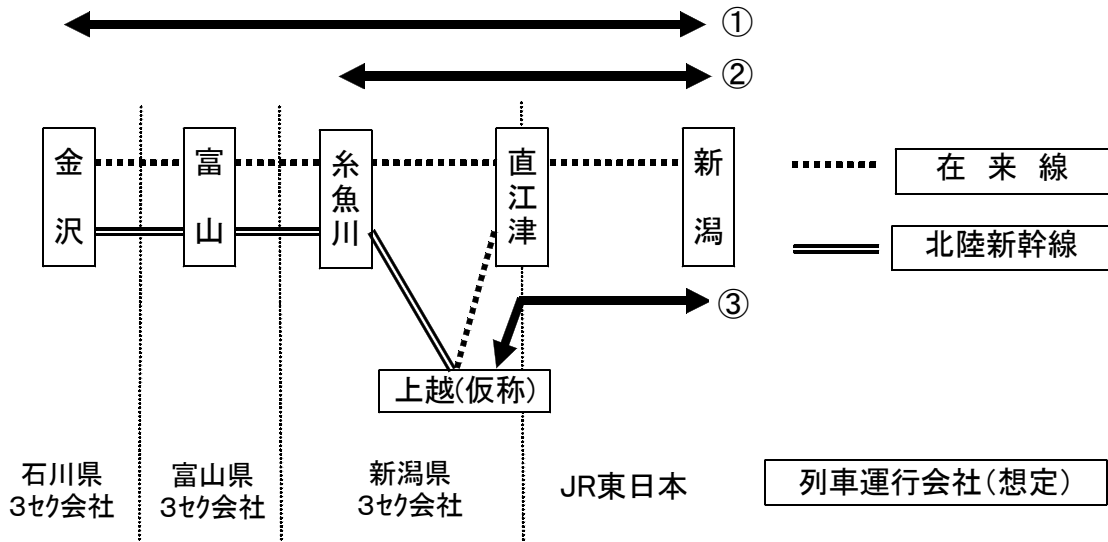 ①
②
金沢
富山
糸魚川
直江津
新潟
在来線
北陸新幹線
③
上越(仮称)
石川県
3セク会社
富山県
3セク会社
新潟県
3セク会社
JR東日本
列車運行会社(想定)